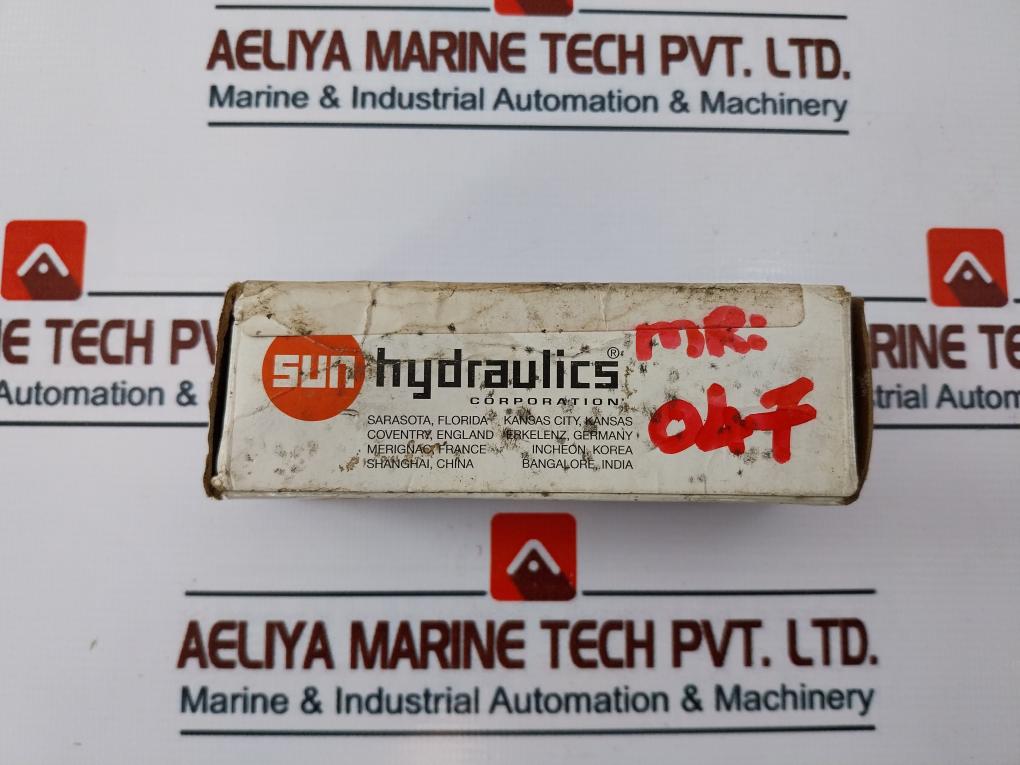 AELIYA MARINE TECH PVT. LTD.
Marine & Industrial Automation & Machinery
E TECH PVT
Automation &
RINE TE
strial Autom
sun hydraulics®
CORPORATION
SARASOTA, FLORIDA KANSAS CITY, KANSAS
COVENTRY, ENGLAND ERKELENZ, GERMANY
MERIGNAC, FRANCE INCHEON, KOREA
SHANGHAI, CHINA BANGALORE, INDIA
MR:
047
AELIYA MARINE TECH PVT. LTD.
Marine & Industrial Automation & Machinery